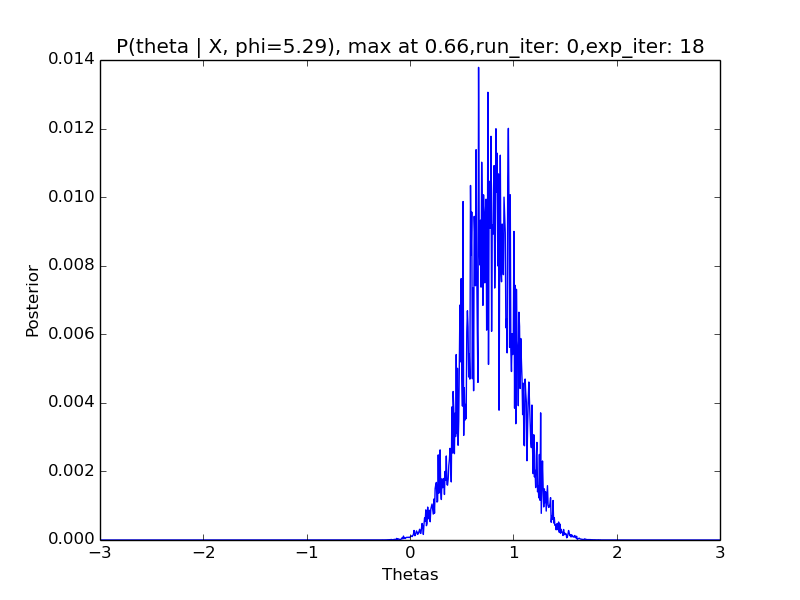 P(theta | X, phi=5.29), max at 0.66,run_iter: 0,exp_iter: 18
0.014
0.012
0.010
0.008
0.006
0.004
0.002
0.000
Posterior
−3 −2 −1 0 1 2 3
Thetas